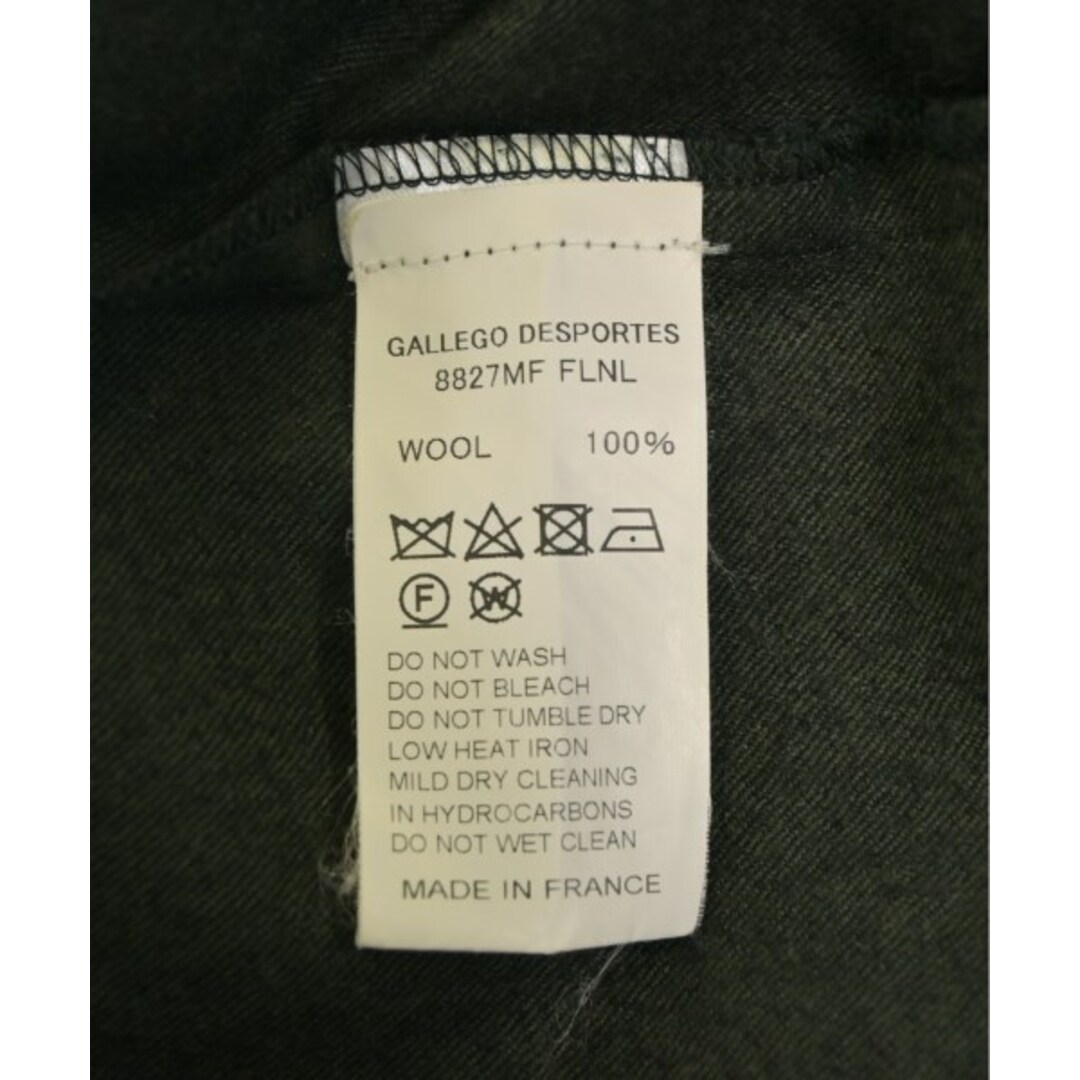 GALLEGO DESPORTES
8827MF FLNL
WOOL 100%
F W
DO NOT WASH
DO NOT BLEACH
DO NOT TUMBLE DRY
LOW HEAT IRON
MILD DRY CLEANING
IN HYDROCARBONS
DO NOT WET CLEAN
MADE IN FRANCE